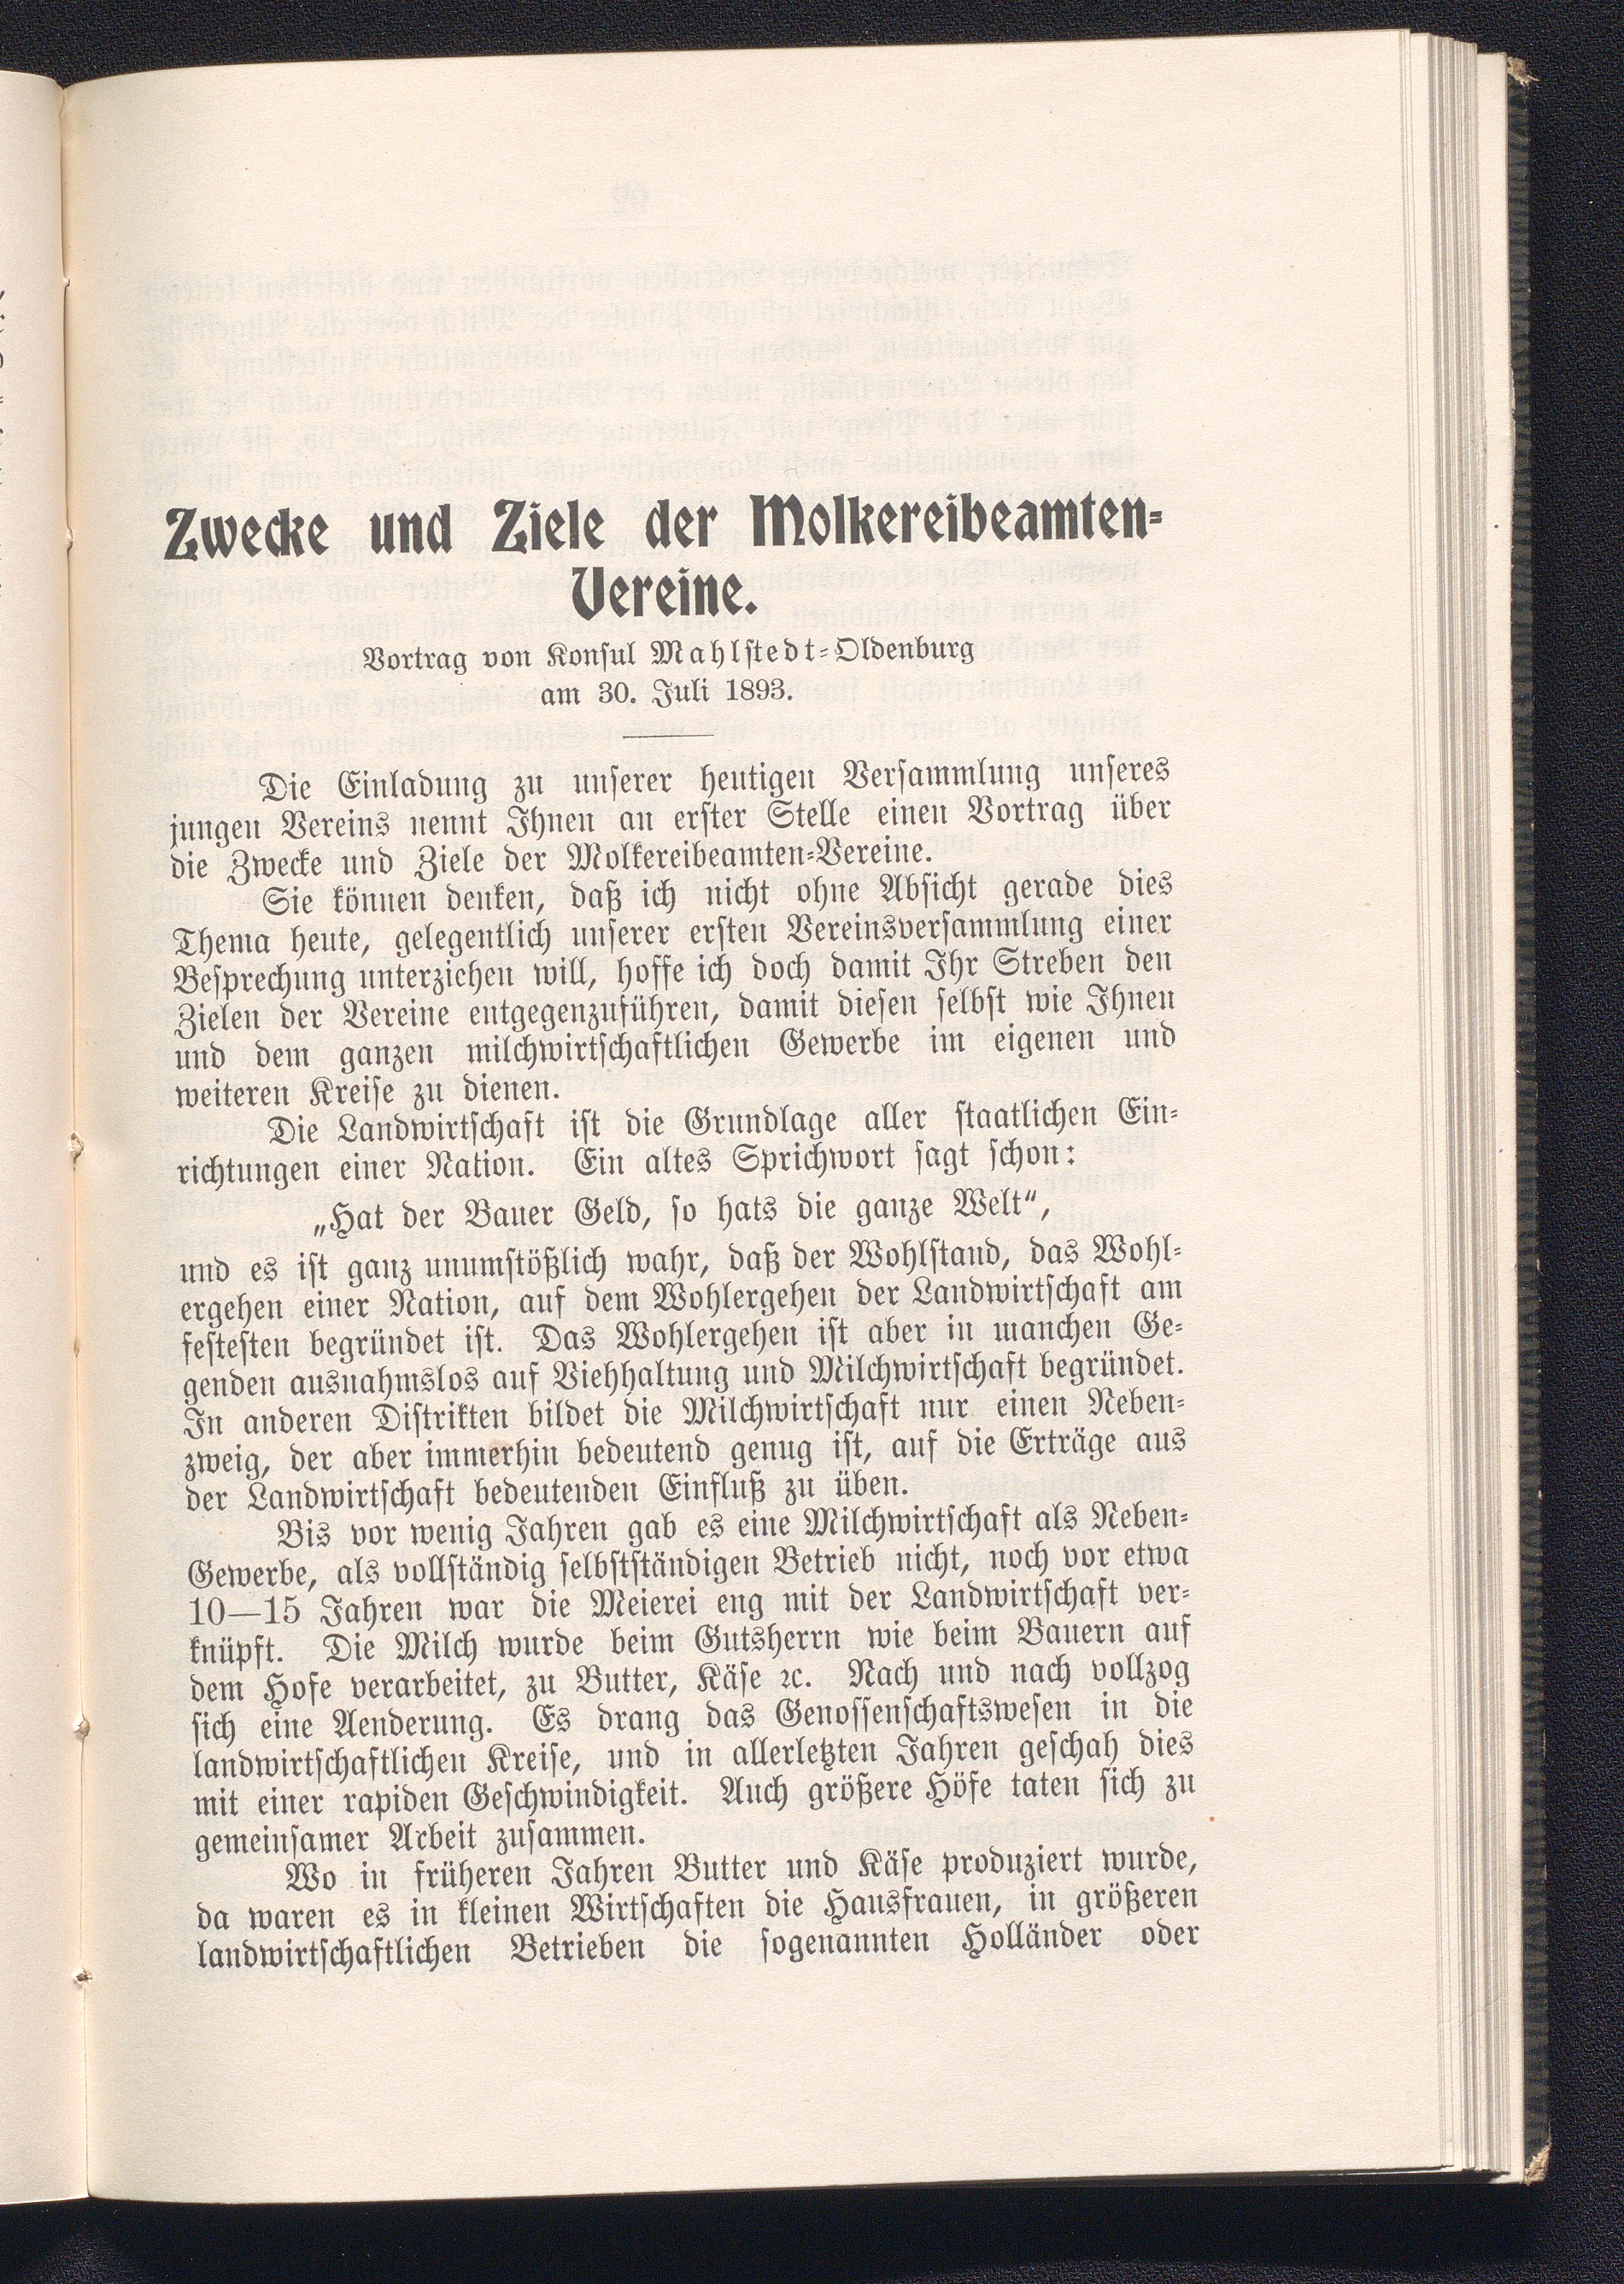 Zwecke und Ziele der Molkereibeamten-
Vereine.
Vortrag von Konsul Mahlstedt-Oldenburg
am 30. Juli 1893.
Die Einladung zu unserer heutigen Versammlung unseres
jungen Vereins nennt Ihnen an erster Stelle einen Vortrag über
die Zwecke und Ziele der Molkereibeamten-Vereine.
Sie können denken, daß ich nicht ohne Absicht gerade dies
Thema heute, gelegentlich unserer ersten Vereinsversammlung einer
Besprechung unterziehen will, hoffe ich doch damit Ihr Streben den
Zielen der Vereine entgegenzuführen, damit diesen selbst wie Ihnen
und dem ganzen milchwirtschaftlichen Gewerbe im eigenen und
weiteren Kreise zu dienen.
Die Landwirtschaft ist die Grundlage aller staatlichen Ein-
richtungen einer Nation. Ein altes Sprichwort sagt schon:
„Hat der Bauer Geld, so hats die ganze Welt“,
und es ist ganz unumstößlich wahr, daß der Wohlstand, das Wohl-
ergehen einer Nation, auf dem Wohlergehen der Landwirtschaft am
festesten begründet ist. Das Wohlergehen ist aber in manchen Ge-
genden ausnahmslos auf Viehhaltung und Milchwirtschaft begründet.
In anderen Distrikten bildet die Milchwirtschaft nur einen Neben-
zweig, der aber immerhin bedeutend genug ist, auf die Erträge aus
der Landwirtschaft bedeutenden Einfluß zu üben.
Bis vor wenig Jahren gab es eine Milchwirtschaft als Neben-
Gewerbe, als vollständig selbstständigen Betrieb nicht, noch vor etwa
10—15 Jahren war die Meierei eng mit der Landwirtschaft ver-
knüpft. Die Milch wurde beim Gutsherrn wie beim Bauern auf
dem Hofe verarbeitet, zu Butter, Käse ꝛc. Nach und nach vollzog
sich eine Aenderung. Es drang das Genossenschaftswesen in die
landwirtschaftlichen Kreise, und in allerletzten Jahren geschah dies
mit einer rapiden Geschwindigkeit. Auch größere Höfe taten sich zu
gemeinsamer Arbeit zusammen.
Wo in früheren Jahren Butter und Käse produziert wurde,
da waren es in kleinen Wirtschaften die Hausfrauen, in größeren
landwirtschaftlichen Betrieben die sogenannten Holländer oder